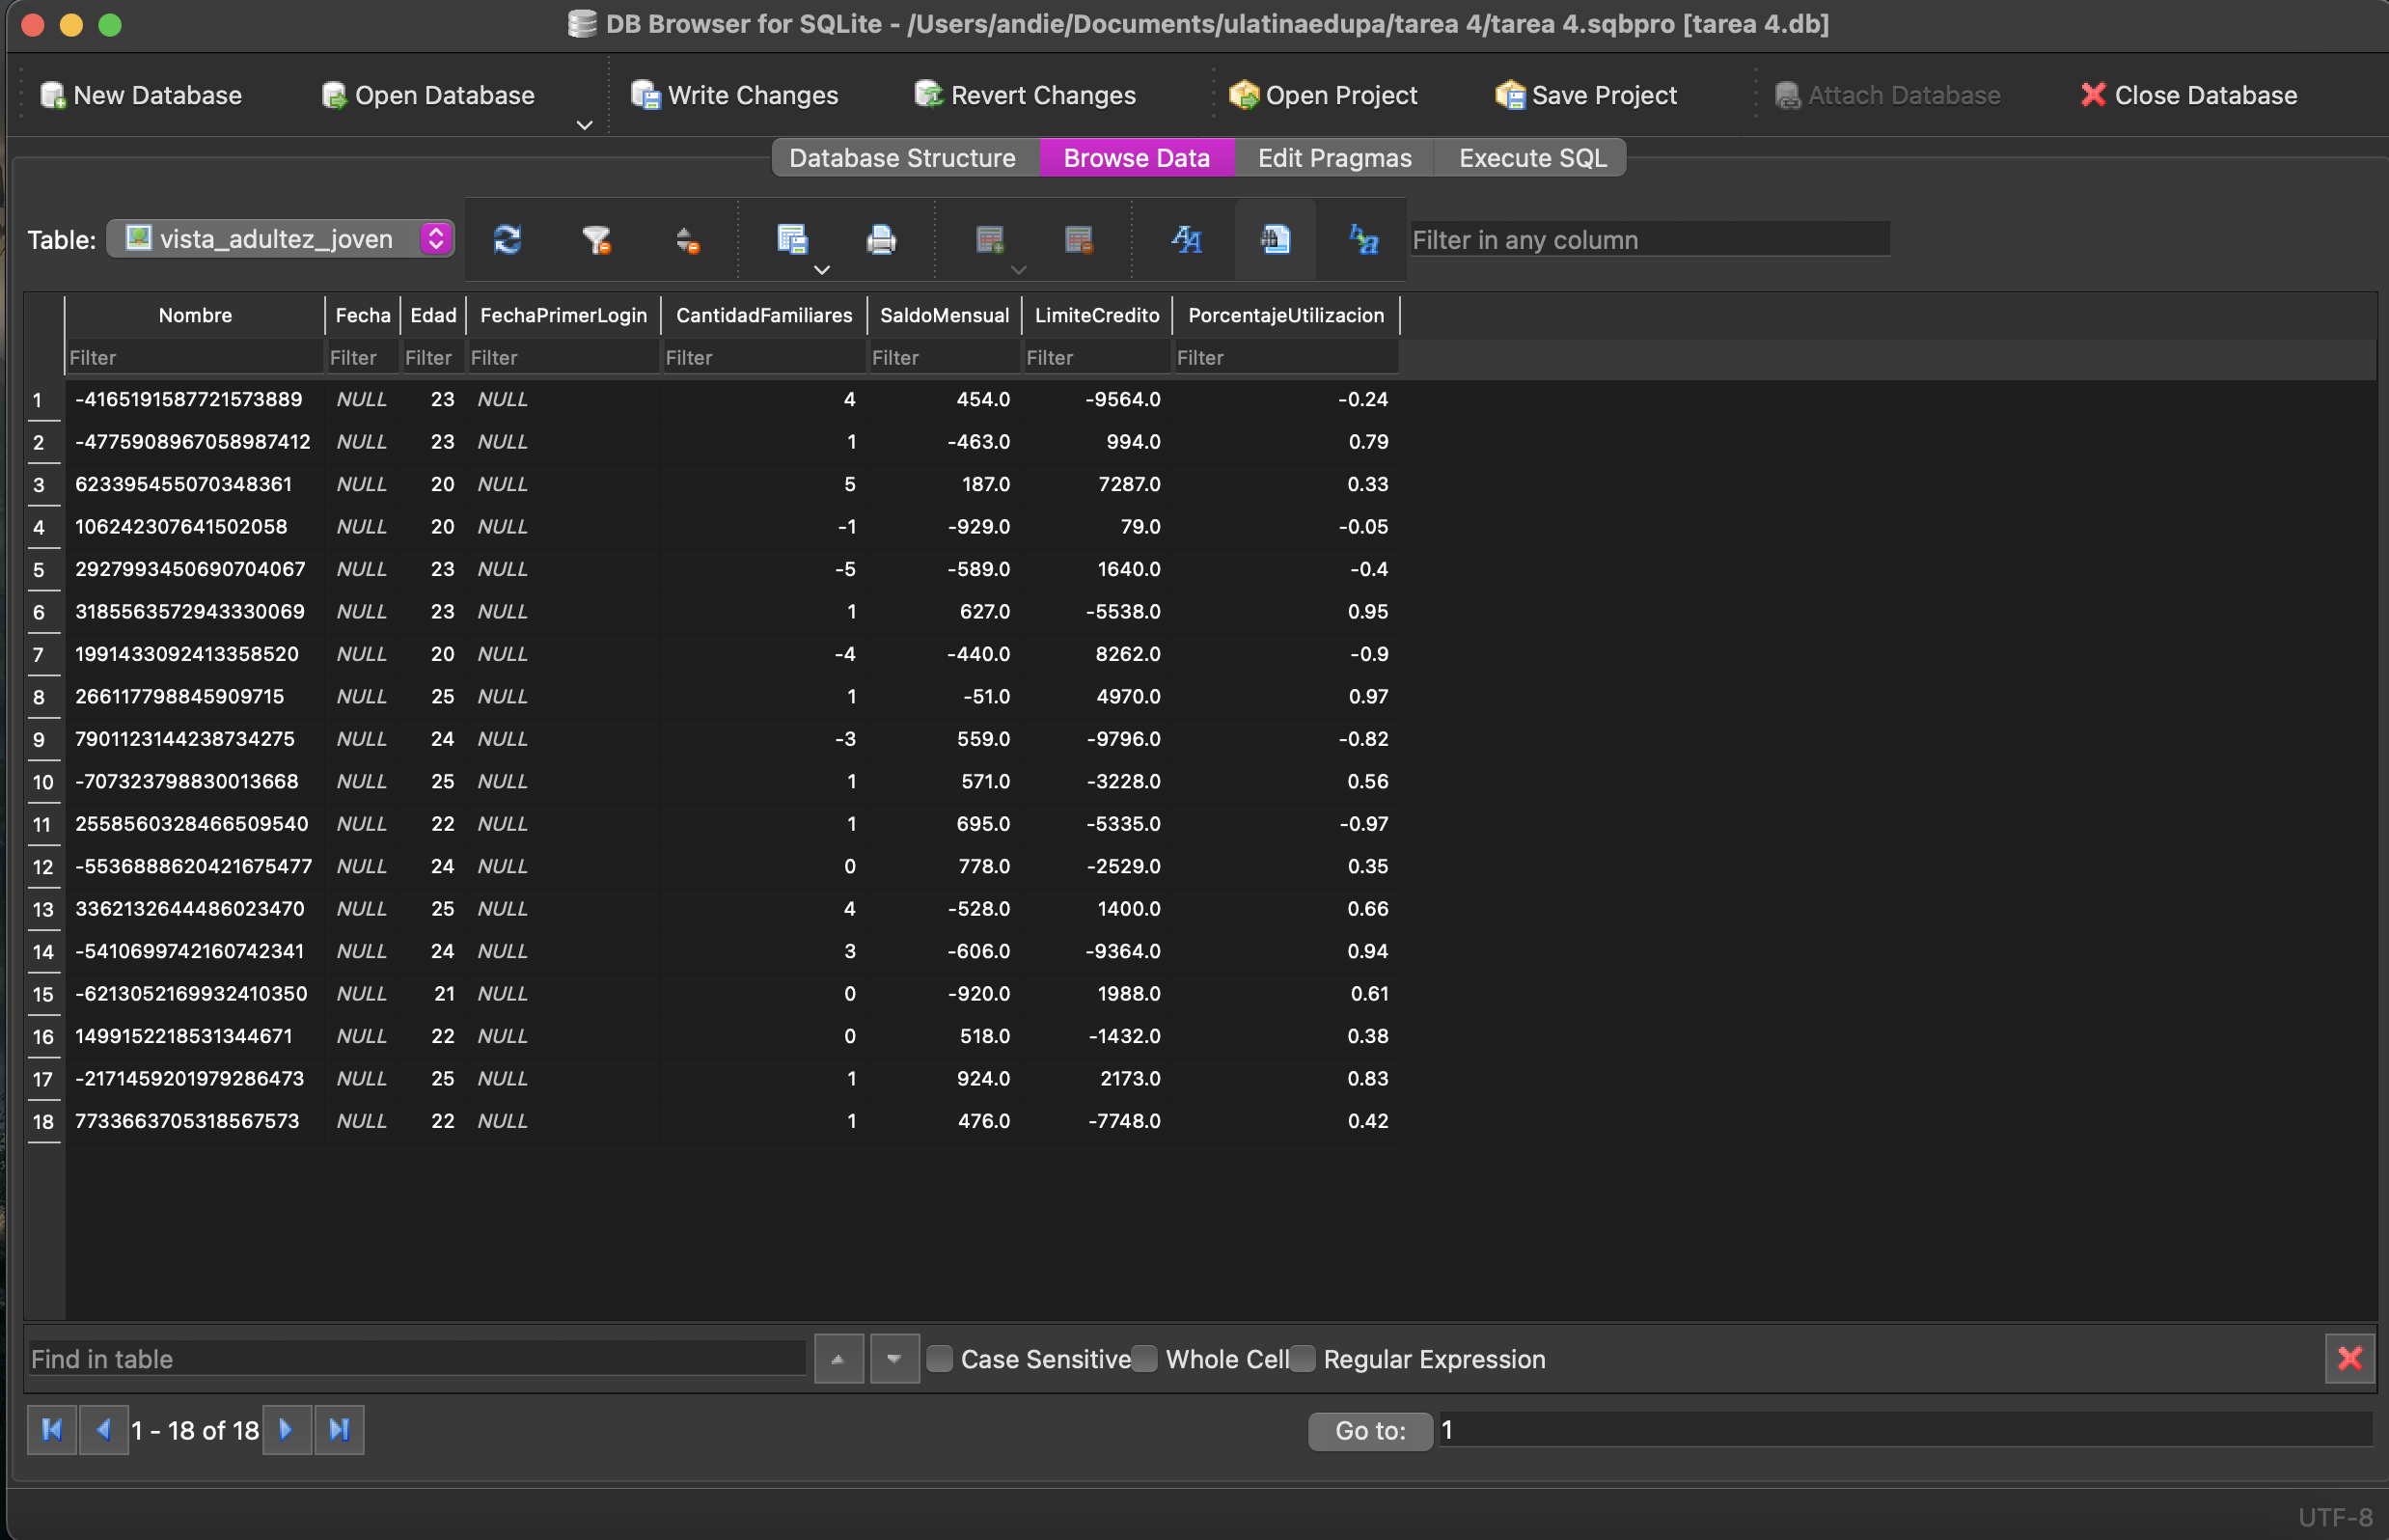 DB Browser for SQLite - /Users/andie/Documents/ulatinaedupa/tarea 4/tarea 4.sqbpro [tarea 4.db]
New Database Open Database Write Changes Revert Changes Open Project Save Project Attach Database Close Database
Database Structure Browse Data Edit Pragmas Execute SQL
Table: vista_adultez_joven Filter in any column
Nombre Fecha Edad FechaPrimerLogin CantidadFamiliares SaldoMensual LimiteCredito PorcentajeUtilizacion
Filter Filter Filter Filter Filter Filter Filter Filter
1 -4165191587721573889 NULL 23 NULL 4 454.0 -9564.0 -0.24
2 -4775908967058987412 NULL 23 NULL 1 -463.0 994.0 0.79
3 623395455070348361 NULL 20 NULL 5 187.0 7287.0 0.33
4 106242307641502058 NULL 20 NULL -1 -929.0 79.0 -0.05
5 2927993450690704067 NULL 23 NULL -5 -589.0 1640.0 -0.4
6 3185563572943330069 NULL 23 NULL 1 627.0 -5538.0 0.95
7 1991433092413358520 NULL 20 NULL -4 -440.0 8262.0 -0.9
8 266117798845909715 NULL 25 NULL 1 -51.0 4970.0 0.97
9 7901123144238734275 NULL 24 NULL -3 559.0 -9796.0 -0.82
10 -707323798830013668 NULL 25 NULL 1 571.0 -3228.0 0.56
11 2558560328466509540 NULL 22 NULL 1 695.0 -5335.0 -0.97
12 -5536888620421675477 NULL 24 NULL 0 778.0 -2529.0 0.35
13 3362132644486023470 NULL 25 NULL 4 -528.0 1400.0 0.66
14 -5410699742160742341 NULL 24 NULL 3 -606.0 -9364.0 0.94
15 -6213052169932410350 NULL 21 NULL 0 -920.0 1988.0 0.61
16 1499152218531344671 NULL 22 NULL 0 518.0 -1432.0 0.38
17 -2171459201979286473 NULL 25 NULL 1 924.0 2173.0 0.83
18 7733663705318567573 NULL 22 NULL 1 476.0 -7748.0 0.42
Find in table Case Sensitive Whole Cell Regular Expression
1 - 18 of 18 Go to: 1
UTF-8